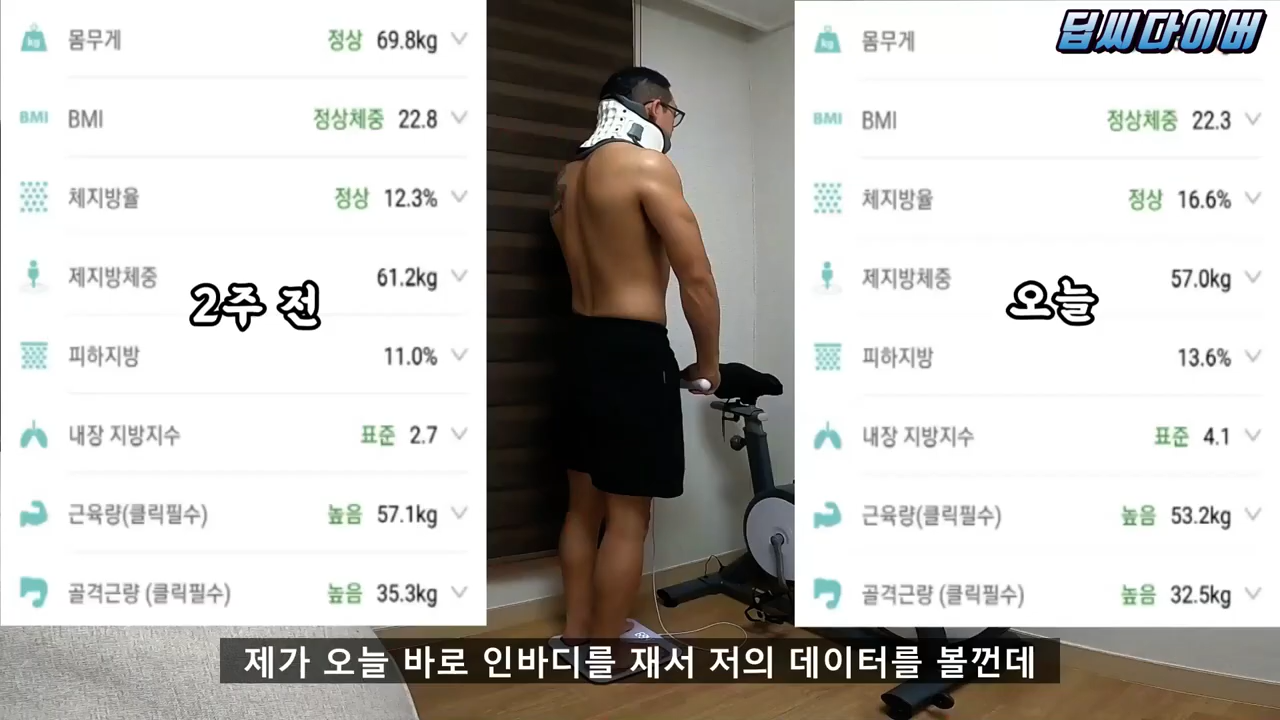 kg 몸무게 정상 69.8kg
BMI BMI 정상체중 22.8
체지방율 정상 12.3%
제지방체중 61.2kg
2주 전
피하지방 11.0%
내장 지방지수 표준 2.7
근육량(클릭필수) 높음 57.1kg
골격근량 (클릭필수) 높음 35.3kg
딥씨다이버
kg 몸무게
BMI BMI 정상체중 22.3
체지방율 정상 16.6%
제지방체중 57.0kg
오늘
피하지방 13.6%
내장 지방지수 표준 4.1
근육량(클릭필수) 높음 53.2kg
골격근량 (클릭필수) 높음 32.5kg
제가 오늘 바로 인바디를 재서 저의 데이터를 볼껀데